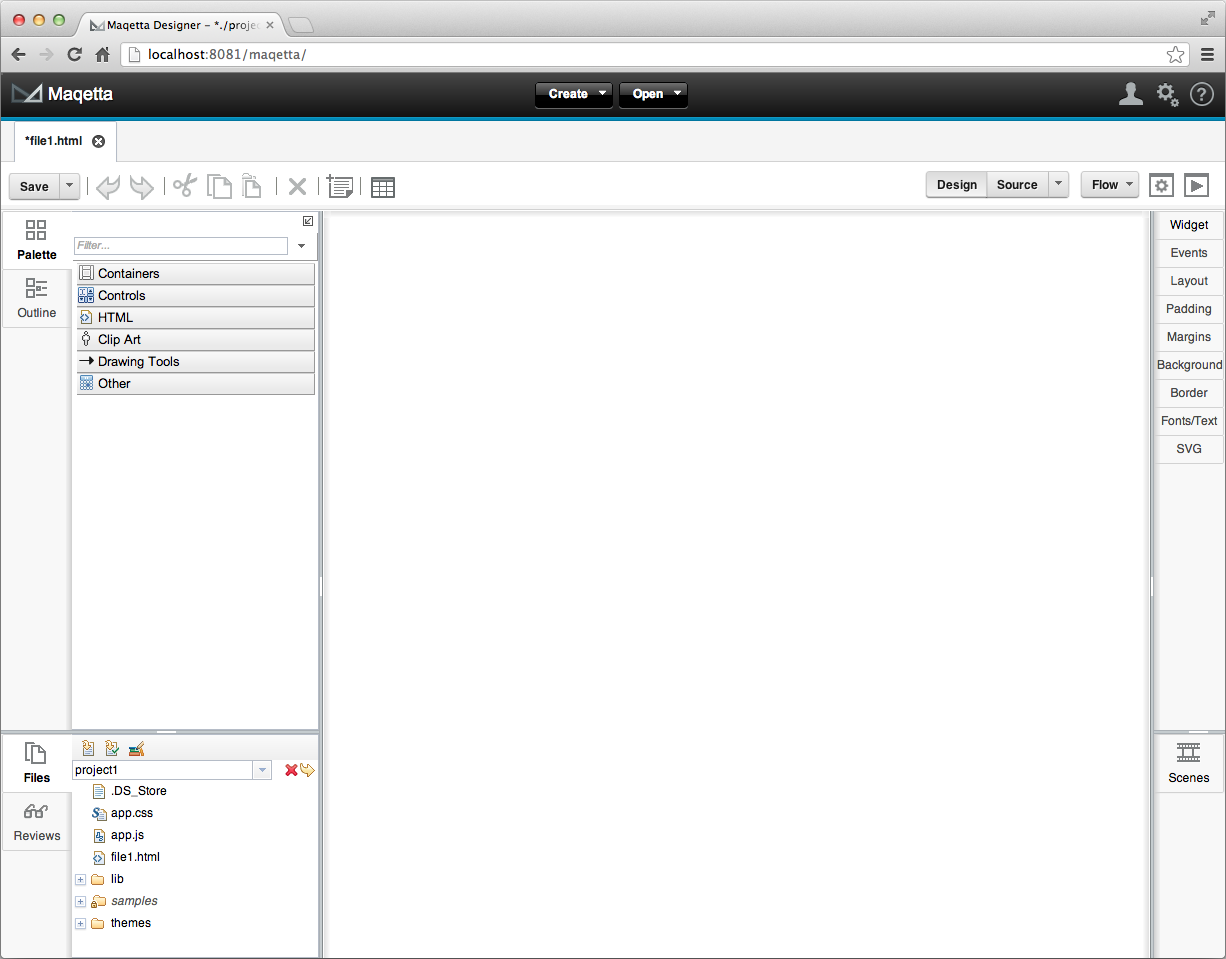 Maqetta Designer – *./projec
localhost:8081/maqetta/
Maqetta
Create
Open
*file1.html
Save
Design
Source
Flow
Palette
Outline
Filter...
Containers
Controls
HTML
Clip Art
Drawing Tools
Other
Widget
Events
Layout
Padding
Margins
Background
Border
Fonts/Text
SVG
Files
Reviews
project1
.DS_Store
app.css
app.js
file1.html
lib
samples
themes
Scenes